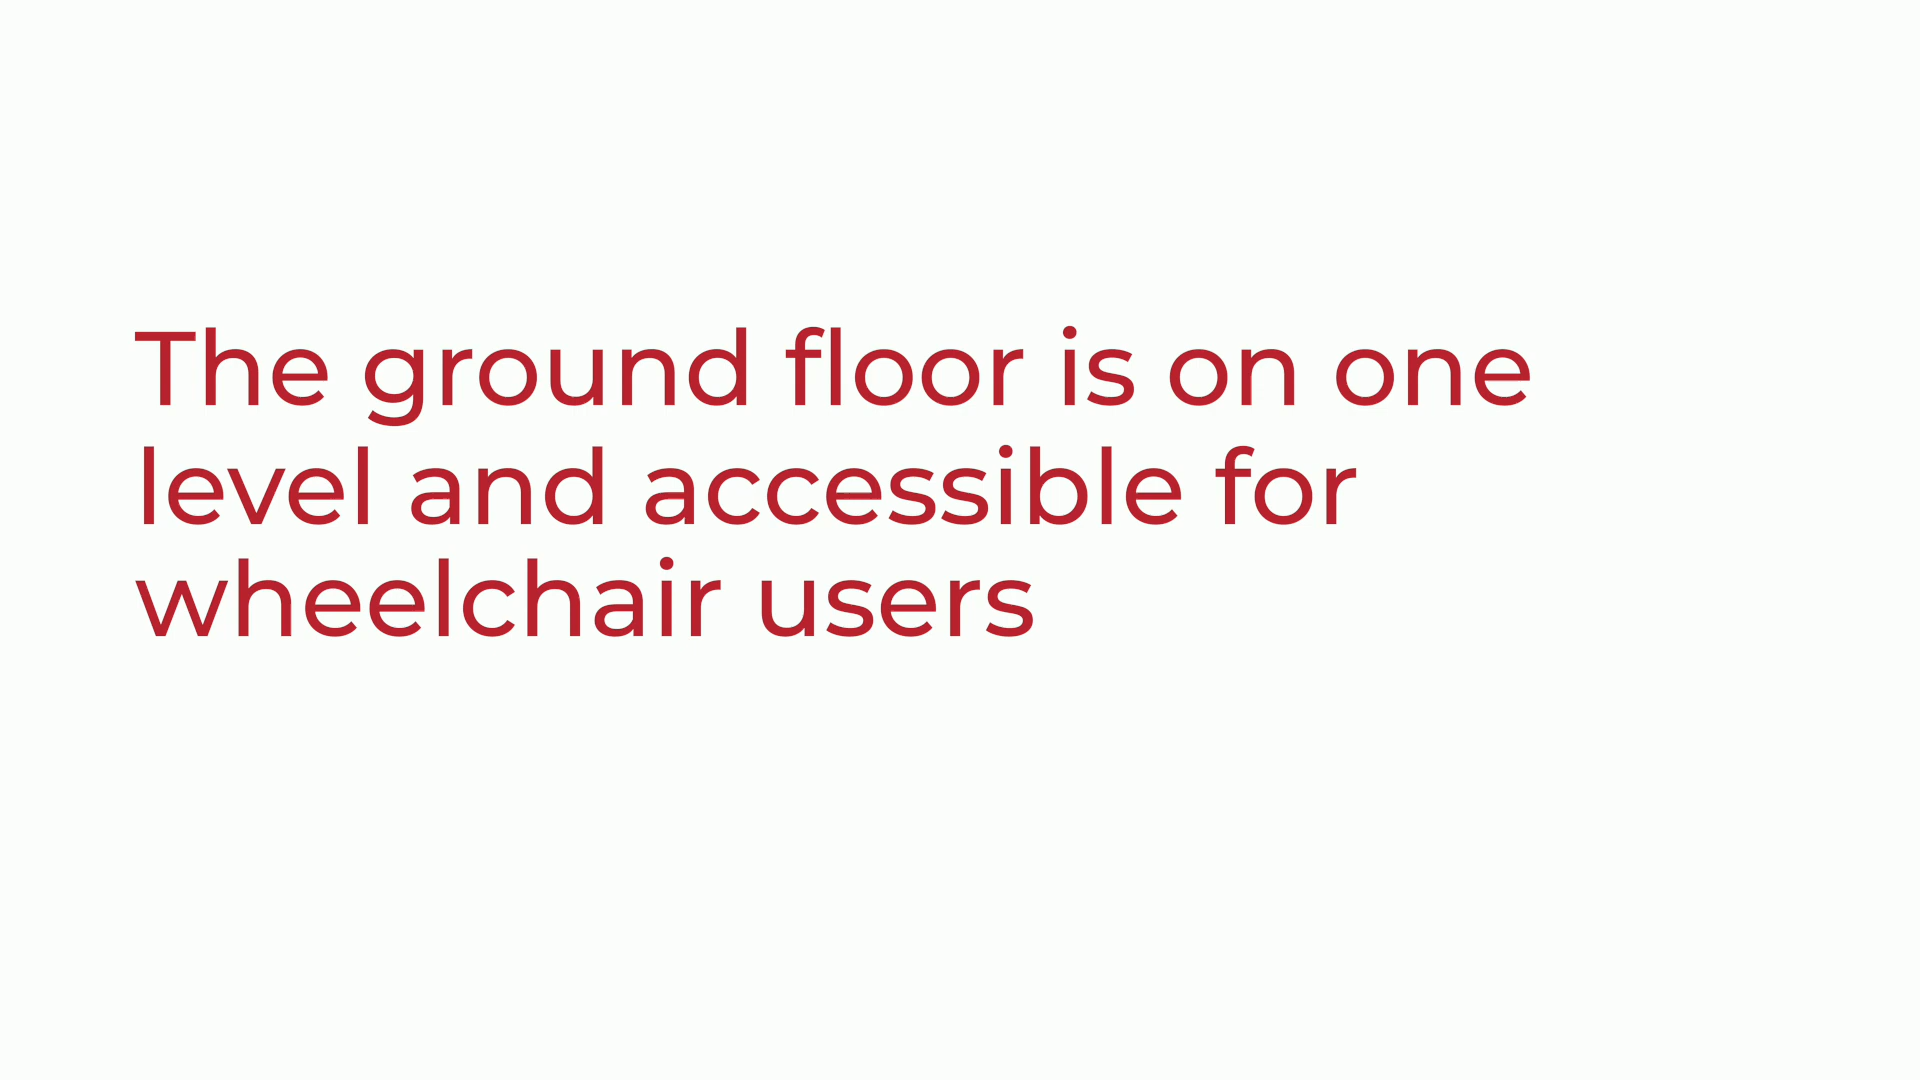 The ground floor is on one
level and accessible for
wheelchair users